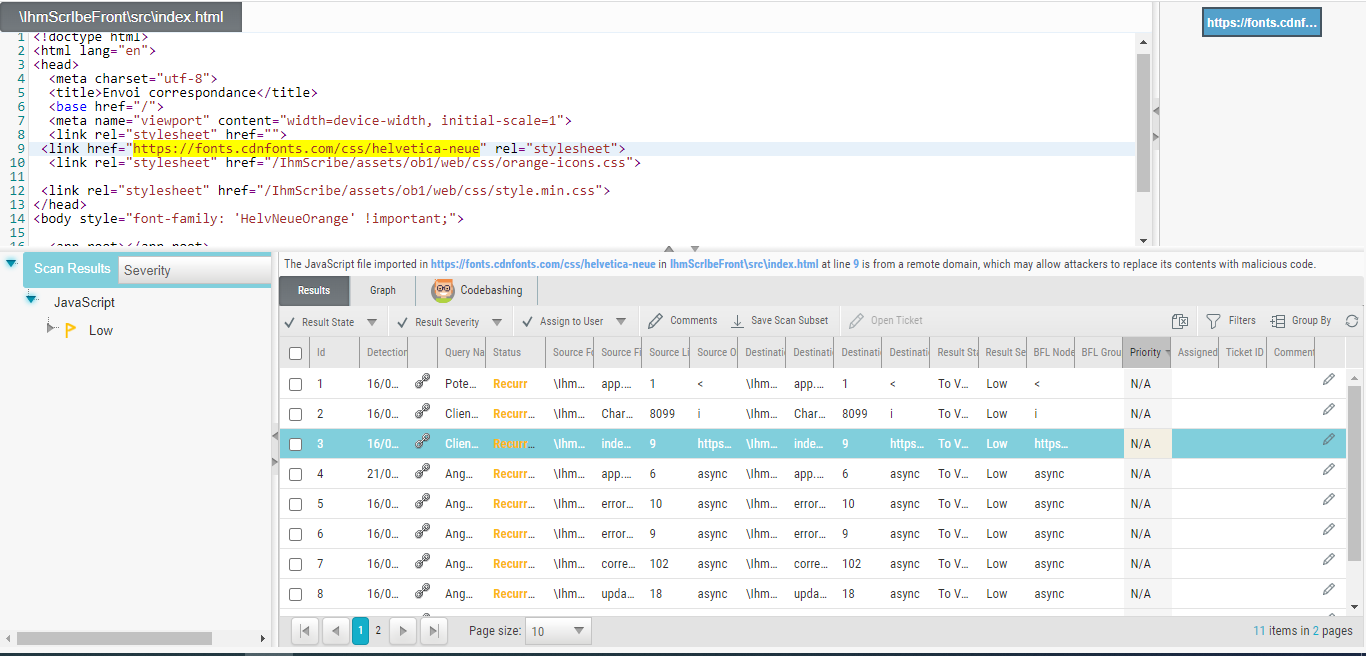 \IhmScrIbeFront\src\index.html
https://fonts.cdnf...
1 <!doctype html>
2 <html lang="en">
3 <head>
4 <meta charset="utf-8">
5 <title>Envoi correspondance</title>
6 <base href="/">
7 <meta name="viewport" content="width=device-width, initial-scale=1">
8 <link rel="stylesheet" href="">
9 <link href="https://fonts.cdnfonts.com/css/helvetica-neue" rel="stylesheet">
10 <link rel="stylesheet" href="/IhmScribe/assets/ob1/web/css/orange-icons.css">
11
12 <link rel="stylesheet" href="/IhmScribe/assets/ob1/web/css/style.min.css">
13 </head>
14 <body style="font-family: 'HelvNeueOrange' !important;">
15
16 <app-root></app-root>
Scan Results Severity
JavaScript
Low
The JavaScript file imported in https://fonts.cdnfonts.com/css/helvetica-neue in IhmScrIbeFront\src\index.html at line 9 is from a remote domain, which may allow attackers to replace its contents with malicious code.
Results Graph Codebashing
Result State Result Severity Assign to User Comments Save Scan Subset Open Ticket Filters Group By
Id Detection Query Na Status Source Fo Source Fi Source Li Source O Destinati Destinati Destinati Destinati Result Sta Result Se BFL Node BFL Grou Priority Assigned Ticket ID Comment
1 16/0... Pote... Recurr \Ihm... app.... 1 < \Ihm... app.... 1 < To V... Low < N/A
2 16/0... Clien... Recurr... \Ihm... Char... 8099 i \Ihm... Char... 8099 i To V... Low i N/A
3 16/0... Clien... Recurr... \Ihm... inde... 9 https... \Ihm... inde... 9 https... To V... Low https... N/A
4 21/0... Ang... Recurr... \Ihm... app.... 6 async \Ihm... app.... 6 async To V... Low async N/A
5 16/0... Ang... Recurr... \Ihm... error... 10 async \Ihm... error... 10 async To V... Low async N/A
6 16/0... Ang... Recurr... \Ihm... error... 9 async \Ihm... error... 9 async To V... Low async N/A
7 16/0... Ang... Recurr... \Ihm... corre... 102 async \Ihm... corre... 102 async To V... Low async N/A
8 16/0... Ang... Recurr... \Ihm... upda... 18 async \Ihm... upda... 18 async To V... Low async N/A
1 2 Page size: 10 11 items in 2 pages